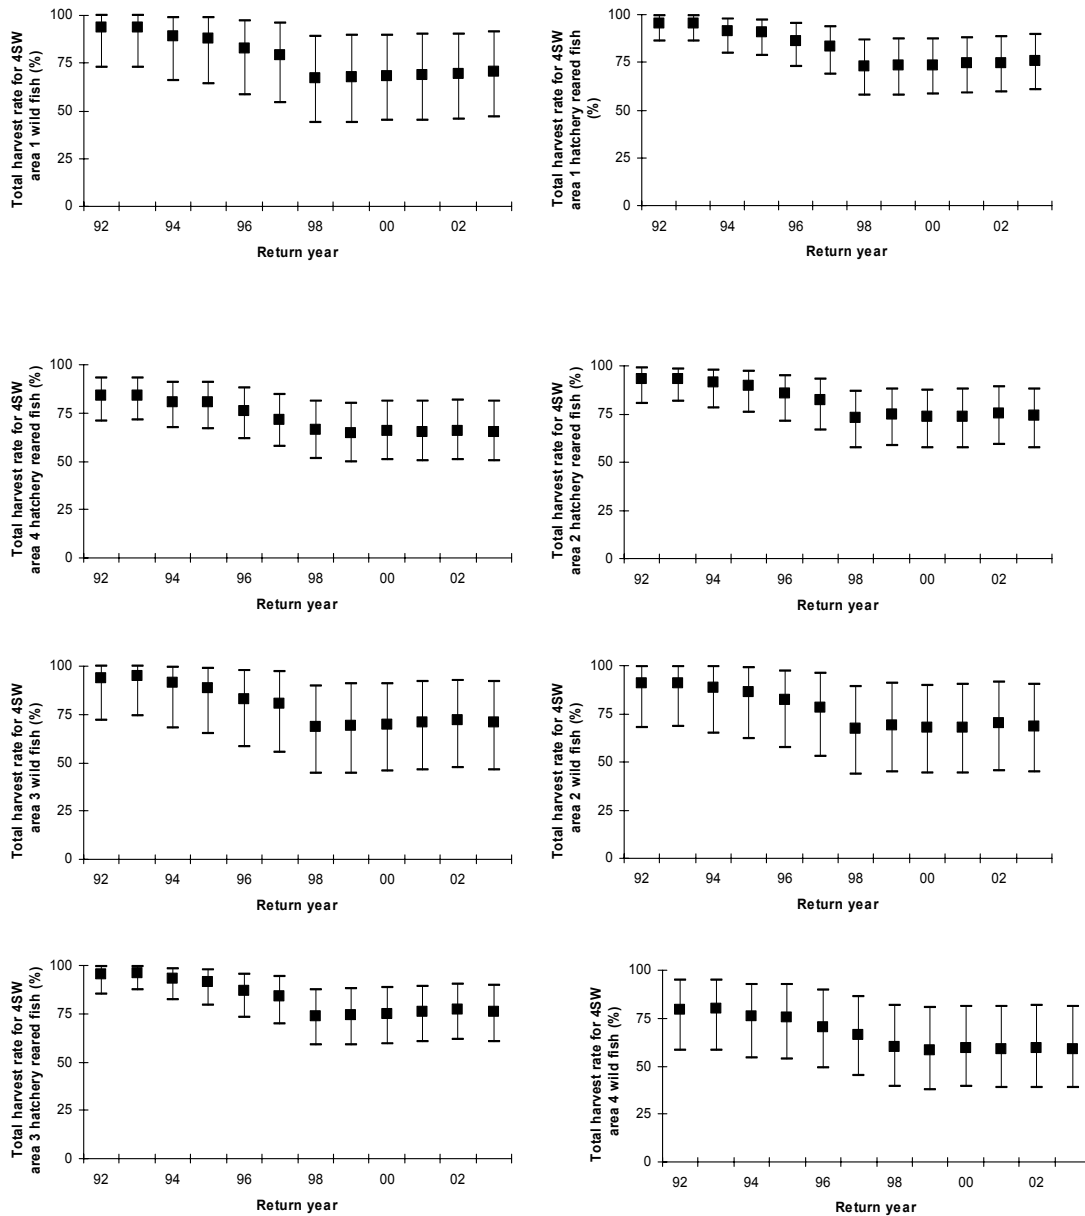 Total harvest rate for 4SW
area 1 wild fish (%)
100
75
50
25
0
92 94 96 98 00 02
Return year
Total harvest rate for 4SW
area 1 hatchery reared fish
(%)
100
75
50
25
0
92 94 96 98 00 02
Return year
Total harvest rate for 4SW
area 4 hatchery reared fish (%)
100
75
50
25
0
92 94 96 98 00 02
Return year
Total harvest rate for 4SW
area 2 hatchery reared fish (%)
100
75
50
25
0
92 94 96 98 00 02
Return year
Total harvest rate for 4SW
area 3 wild fish (%)
100
75
50
25
0
92 94 96 98 00 02
Return year
Total harvest rate for 4SW
area 2 wild fish (%)
100
75
50
25
0
92 94 96 98 00 02
Return year
Total harvest rate for 4SW
area 3 hatchery reared fish (%)
100
75
50
25
0
92 94 96 98 00 02
Return year
Total harvest rate for 4SW
area 4 wild fish (%)
100
75
50
25
0
92 94 96 98 00 02
Return year